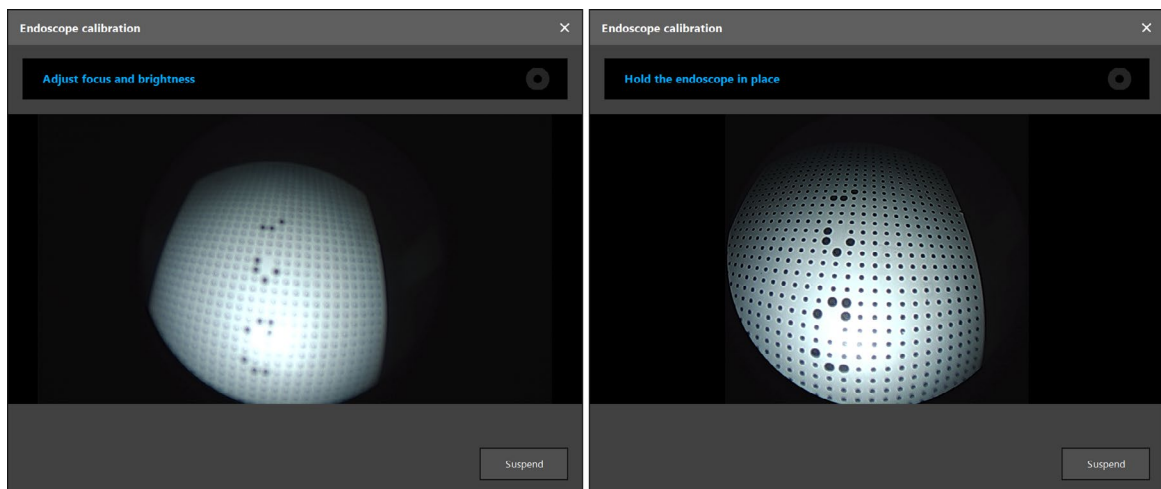 Endoscope calibration
Adjust focus and brightness
Suspend
Endoscope calibration
Hold the endoscope in place
Suspend